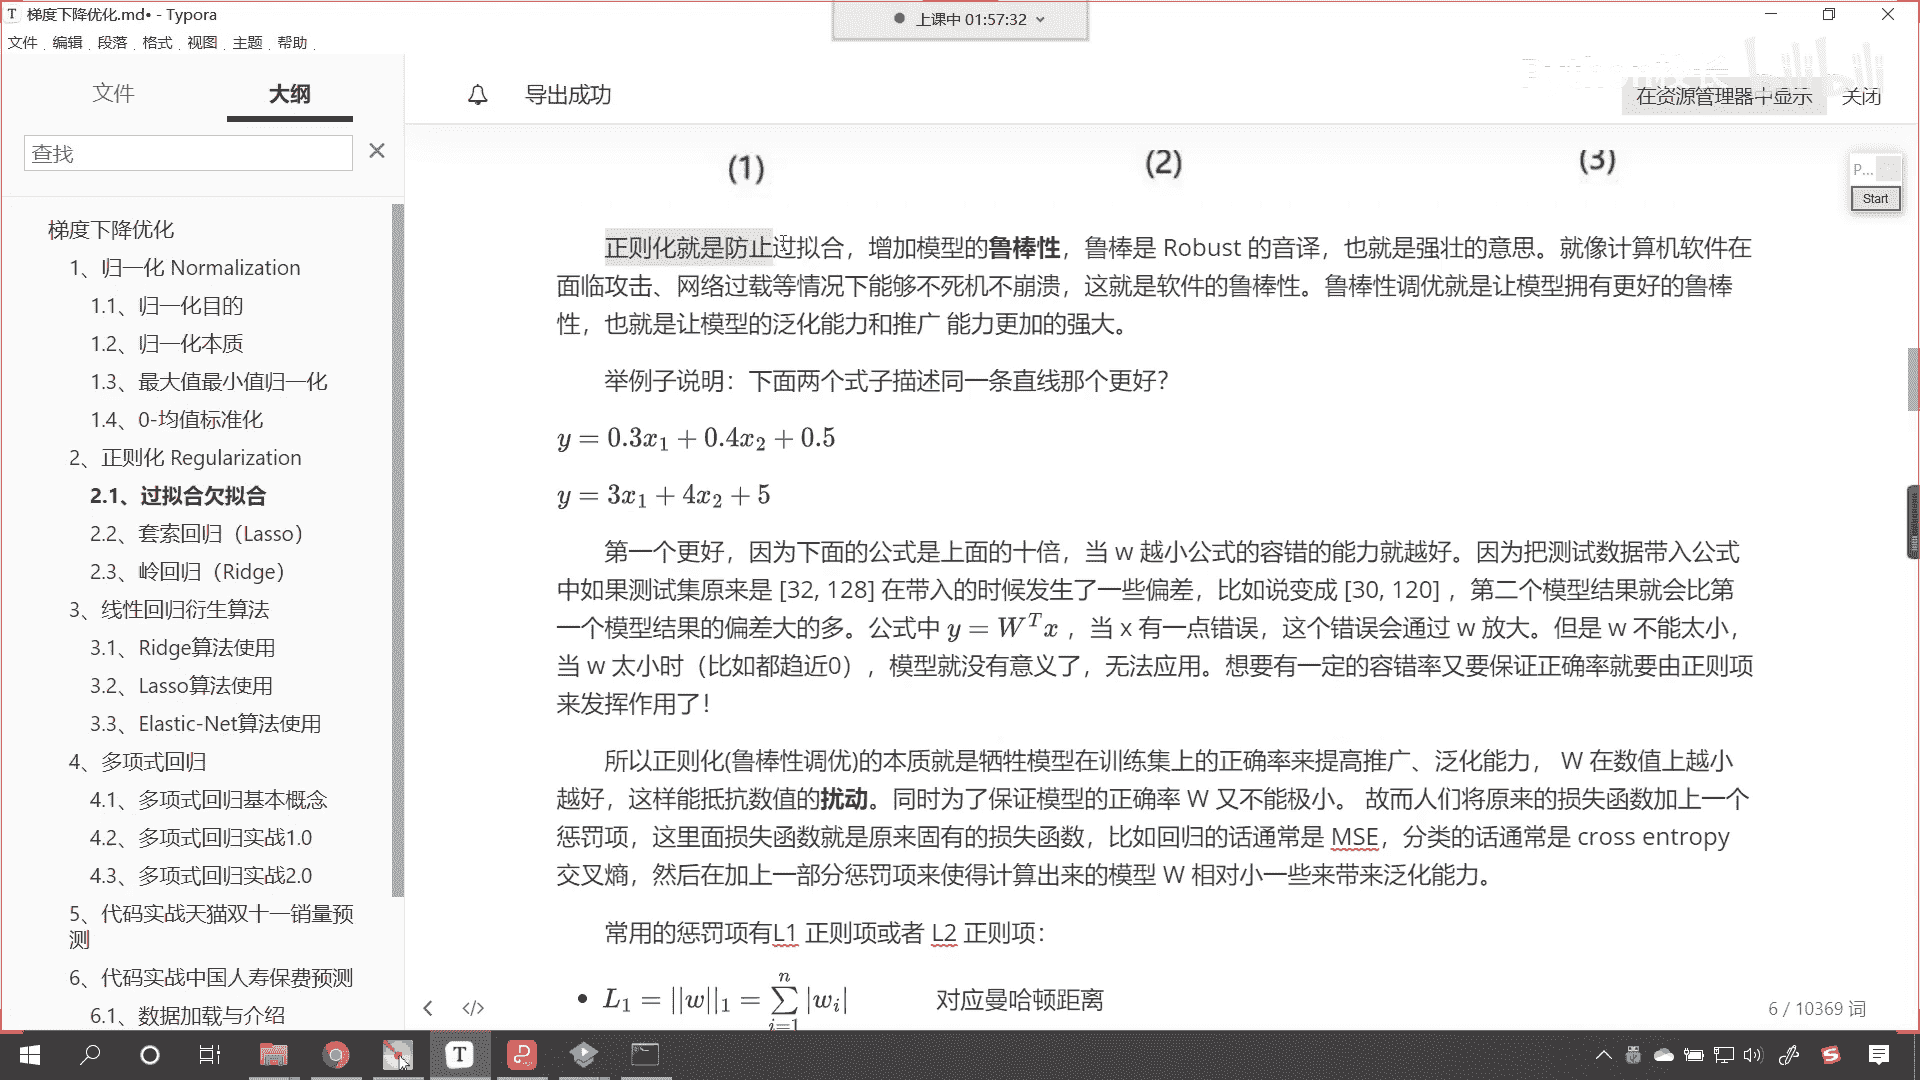 梯度下降优化.md• - Typora
上课中 01:57:32
文件 编辑 段落 格式 视图 主题 帮助
文件 大纲
导出成功
在资源管理器中显示 关闭
查找
P...
Start
梯度下降优化
1、归一化 Normalization
1.1、归一化目的
1.2、归一化本质
1.3、最大值最小值归一化
1.4、0-均值标准化
2、正则化 Regularization
2.1、过拟合欠拟合
2.2、套索回归（Lasso）
2.3、岭回归（Ridge）
3、线性回归衍生算法
3.1、Ridge算法使用
3.2、Lasso算法使用
3.3、Elastic-Net算法使用
4、多项式回归
4.1、多项式回归基本概念
4.2、多项式回归实战1.0
4.3、多项式回归实战2.0
5、代码实战天猫双十一销量预
测
6、代码实战中国人寿保费预测
6.1、数据加载与介绍
(1) (2) (3)
正则化就是防止过拟合，增加模型的鲁棒性，鲁棒是 Robust 的音译，也就是强壮的意思。就像计算机软件在
面临攻击、网络过载等情况下能够不死机不崩溃，这就是软件的鲁棒性。鲁棒性调优就是让模型拥有更好的鲁棒
性，也就是让模型的泛化能力和推广 能力更加的强大。
举例子说明：下面两个式子描述同一条直线那个更好？
y = 0.3x₁ + 0.4x₂ + 0.5
y = 3x₁ + 4x₂ + 5
第一个更好，因为下面的公式是上面的十倍，当 w 越小公式的容错的能力就越好。因为把测试数据带入公式
中如果测试集原来是 [32, 128] 在带入的时候发生了一些偏差，比如说变成 [30, 120] ，第二个模型结果就会比第
一个模型结果的偏差大的多。公式中 y = Wᵀx ，当 x 有一点错误，这个错误会通过 w 放大。但是 w 不能太小，
当 w 太小时（比如都趋近0），模型就没有意义了，无法应用。想要有一定的容错率又要保证正确率就要由正则项
来发挥作用了！
所以正则化(鲁棒性调优)的本质就是牺牲模型在训练集上的正确率来提高推广、泛化能力， W 在数值上越小
越好，这样能抵抗数值的扰动。同时为了保证模型的正确率 W 又不能极小。 故而人们将原来的损失函数加上一个
惩罚项，这里面损失函数就是原来固有的损失函数，比如回归的话通常是 MSE，分类的话通常是 cross entropy
交叉熵，然后在加上一部分惩罚项来使得计算出来的模型 W 相对小一些来带来泛化能力。
常用的惩罚项有L1 正则项或者 L2 正则项：
• L₁ = ||w||₁ = ∑ⁿᵢ₌₁ |wᵢ| 对应曼哈顿距离
6 / 10369 词